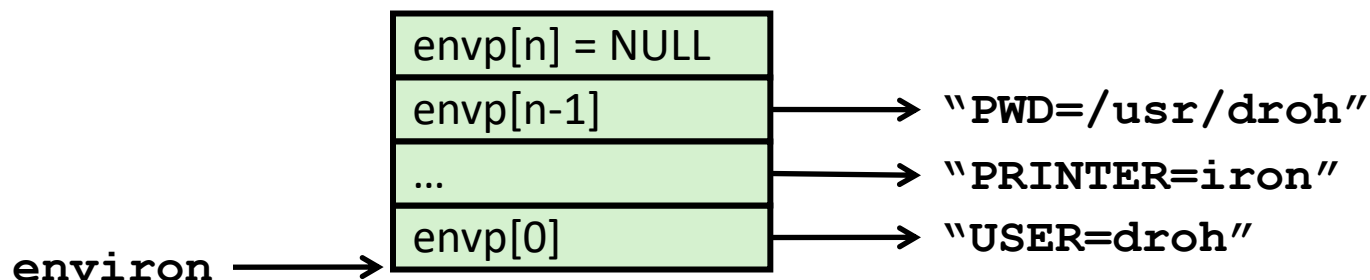 envp[n] = NULL
envp[n-1] “PWD=/usr/droh”
… “PRINTER=iron”
envp[0] “USER=droh”
environ